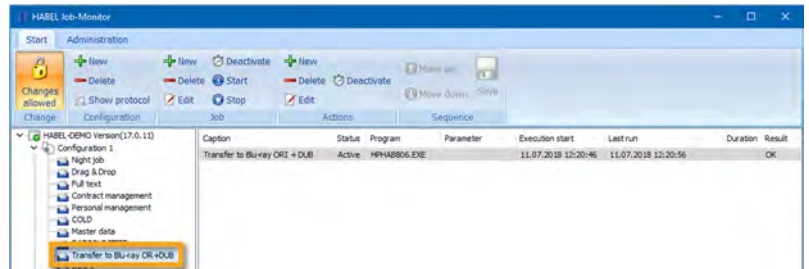 HABEL Job-Monitor
Start Administration
New New Deactivate New
Delete Delete Start Delete Deactivate Move up
Changes allowed Show protocol Edit Stop Edit Move down Save
Change Configuration Job Actions Sequence
HABEL-DEMO Version(17.0.11) Caption Status Program Parameter Execution start Last run Duration Result
Configuration 1 Transfer to Blu-ray ORI + DUB Active HPHABB06.EXE 11.07.2018 12:20:46 11.07.2018 12:20:56 OK
Night job
Drag & Drop
Full text
Contract management
Personal management
COLD
Master data
Transfer to Blu-ray OR+DUB